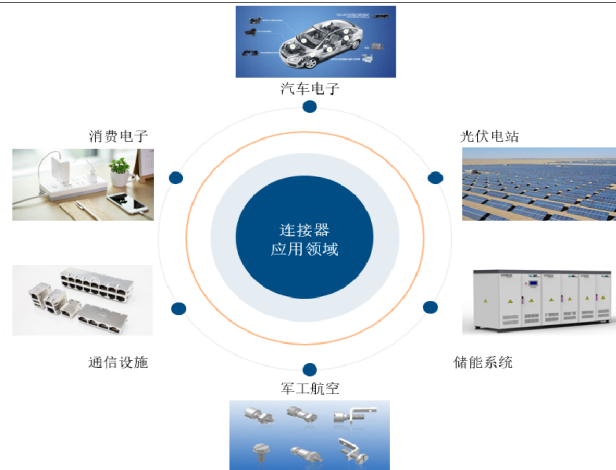 汽车电子
消费电子
光伏电站
连接器
应用领域
通信设施
储能系统
军工航空